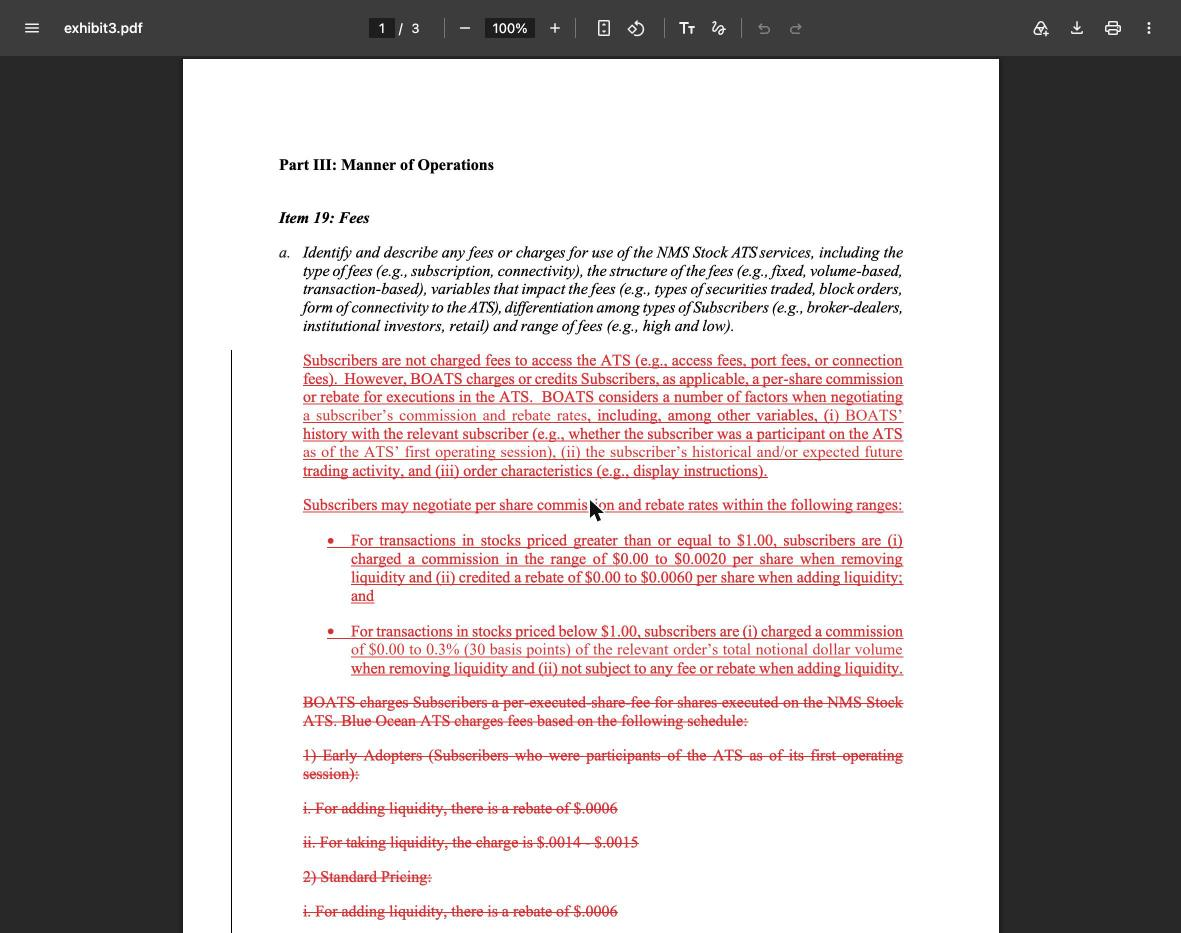 exhibit3.pdf
1 / 3
100%
Part III: Manner of Operations
Item 19: Fees
a. Identify and describe any fees or charges for use of the NMS Stock ATS services, including the
type of fees (e.g., subscription, connectivity), the structure of the fees (e.g., fixed, volume-based,
transaction-based), variables that impact the fees (e.g., types of securities traded, block orders,
form of connectivity to the ATS), differentiation among types of Subscribers (e.g., broker-dealers,
institutional investors, retail) and range of fees (e.g., high and low).
Subscribers are not charged fees to access the ATS (e.g., access fees, port fees, or connection
fees). However, BOATS charges or credits Subscribers, as applicable, a per-share commission
or rebate for executions in the ATS. BOATS considers a number of factors when negotiating
a subscriber's commission and rebate rates, including, among other variables, (i) BOATS'
history with the relevant subscriber (e.g., whether the subscriber was a participant on the ATS
as of the ATS' first operating session), (ii) the subscriber's historical and/or expected future
trading activity, and (iii) order characteristics (e.g., display instructions).
Subscribers may negotiate per share commission and rebate rates within the following ranges:
• For transactions in stocks priced greater than or equal to $1.00, subscribers are (i)
charged a commission in the range of $0.00 to $0.0020 per share when removing
liquidity and (ii) credited a rebate of $0.00 to $0.0060 per share when adding liquidity;
and
• For transactions in stocks priced below $1.00, subscribers are (i) charged a commission
of $0.00 to 0.3% (30 basis points) of the relevant order's total notional dollar volume
when removing liquidity and (ii) not subject to any fee or rebate when adding liquidity.
BOATS charges Subscribers a per-executed-share-fee for shares executed on the NMS Stock
ATS. Blue Ocean ATS charges fees based on the following schedule:
1) Early Adopters (Subscribers who were participants of the ATS as of its first operating
session):
i. For adding liquidity, there is a rebate of $.0006
ii. For taking liquidity, the charge is $.0014 - $.0015
2) Standard Pricing:
i. For adding liquidity, there is a rebate of $.0006